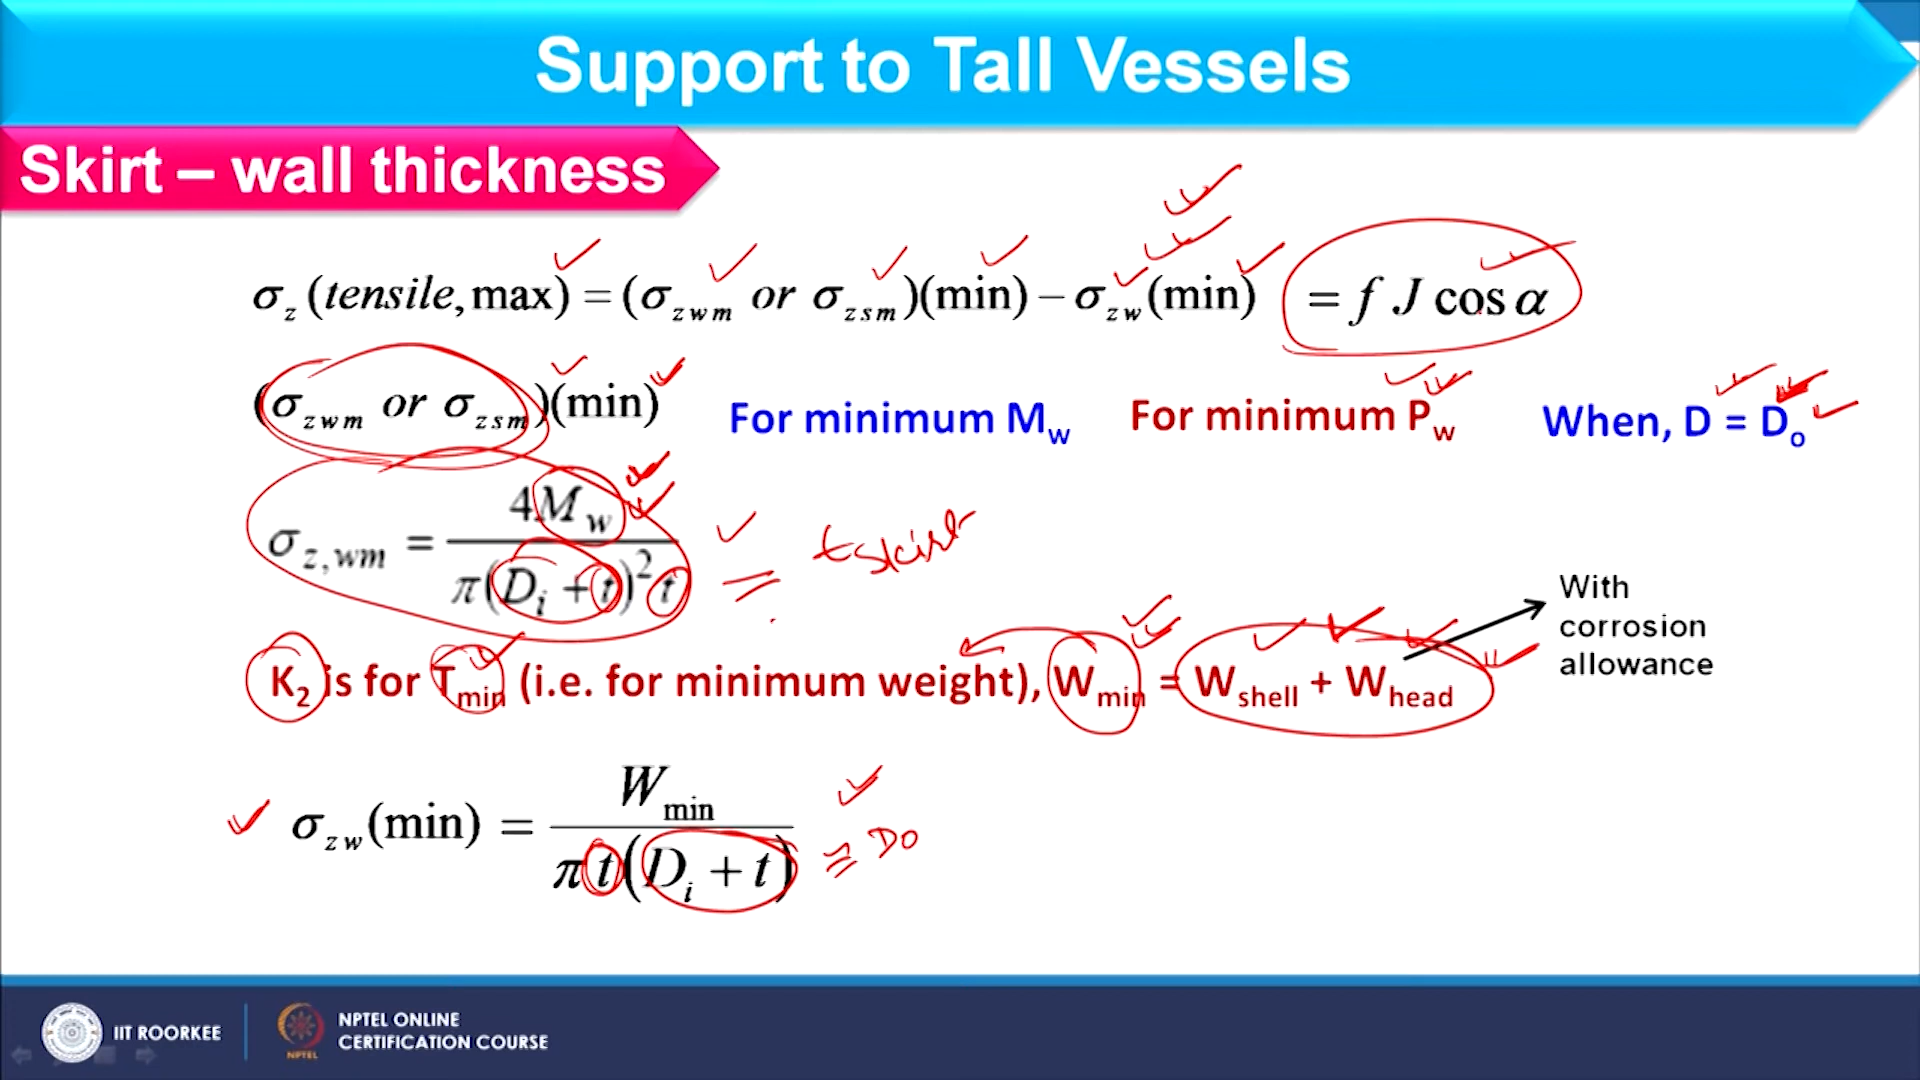 Support to Tall Vessels
Skirt – wall thickness
σz (tensile, max) = (σzwm or σzsm)(min) – σzw (min) = f J cos α
(σzwm or σzsm)(min) For minimum Mw For minimum Pw When, D = Do
σz,wm = 4Mw / π(Di + t)² t = tskirt
K2 is for Tmin (i.e. for minimum weight), Wmin = Wshell + Whead
With
corrosion
allowance
σzw (min) = Wmin / π t (Di + t) ≅ Do
IIT ROORKEE
NPTEL
NPTEL ONLINE
CERTIFICATION COURSE